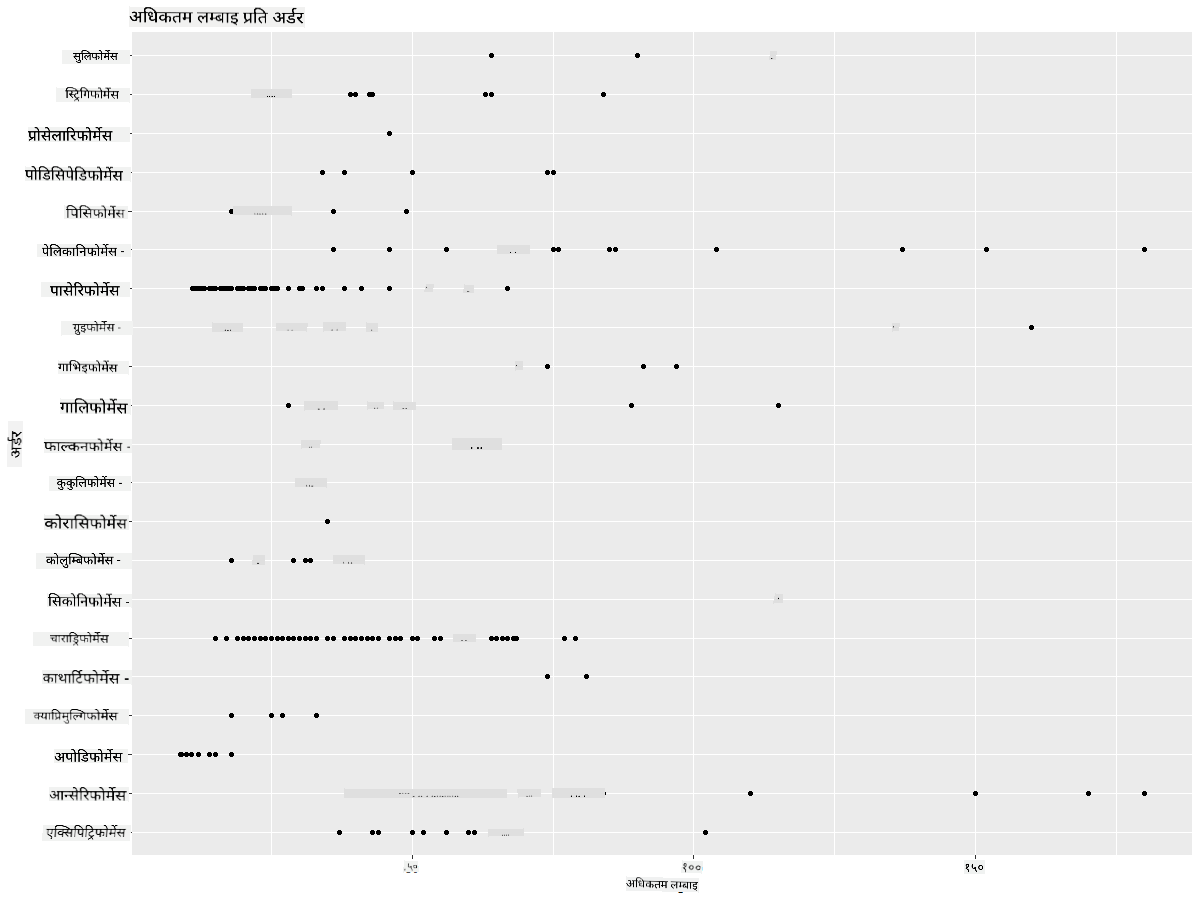 अधिकतम लम्बाइ प्रति अर्डर
सुलिफोर्मेस
स्ट्रिगिफोर्मेस
प्रोसेलारिफोर्मेस
पोडिसिपेडिफोर्मेस
पिसिफोर्मेस
पेलिकानिफोर्मेस -
पासेरिफोर्मेस
ग्रुइफोर्मेस -
गाभिइफोर्मेस
गालिफोर्मेस
अर्डर
फाल्कनफोर्मेस -
कुकुलिफोर्मेस -
कोरासिफोर्मेस
कोलुम्बिफोर्मेस -
सिकोनिफोर्मेस -
चाराड्रिफोर्मेस
काथार्टिफोर्मेस -
क्याप्रिमुल्गिफोर्मेस
अपोडिफोर्मेस
आन्सेरिफोर्मेस
एक्सिपिट्रिफोर्मेस
१०० १५०
अधिकतम लम्बाइ